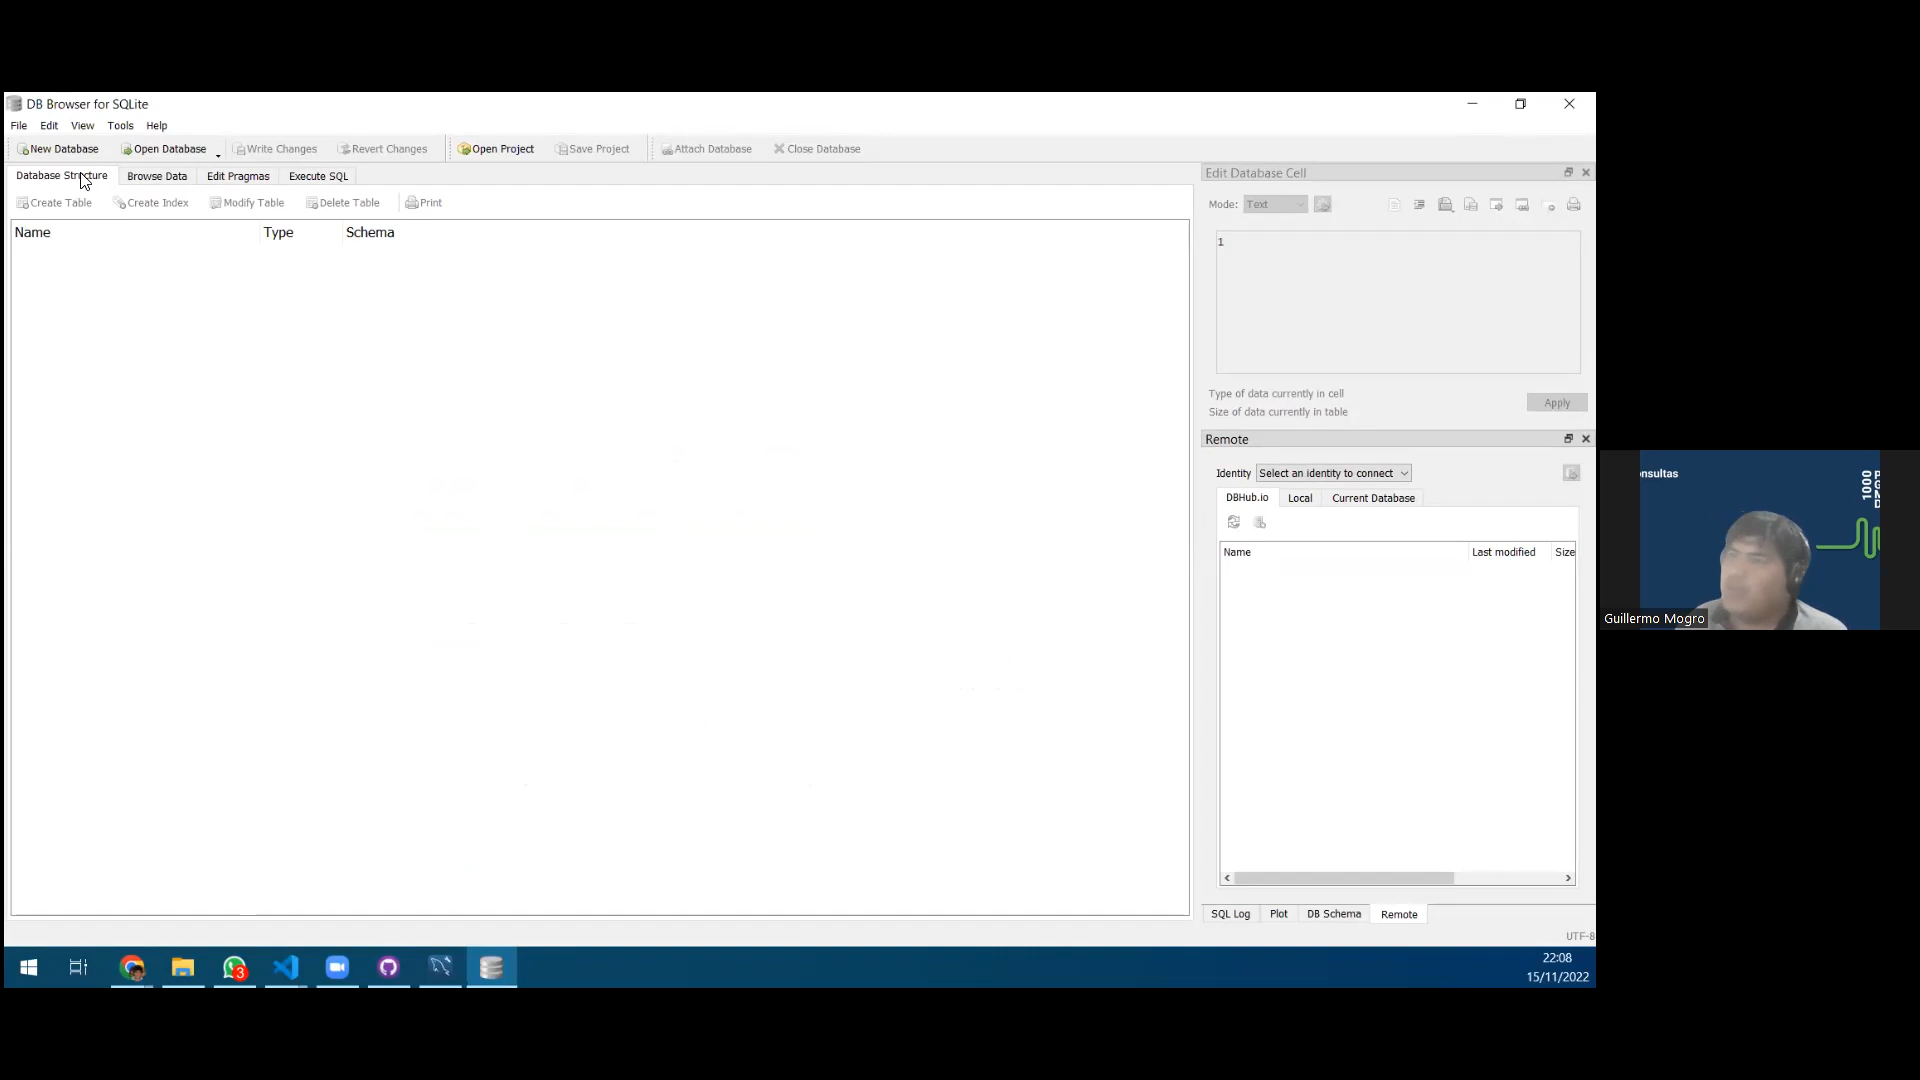 DB Browser for SQLite
File Edit View Tools Help
New Database Open Database Write Changes Revert Changes Open Project Save Project Attach Database Close Database
Database Structure Browse Data Edit Pragmas Execute SQL
Create Table Create Index Modify Table Delete Table Print
Name Type Schema
Edit Database Cell
Mode: Text
1
Type of data currently in cell
Size of data currently in table
Apply
Remote
Identity Select an identity to connect
DBHub.io Local Current Database
Name Last modified Size
SQL Log Plot DB Schema Remote
UTF-8
3
22:08
15/11/2022
nsultas
1000
Guillermo Mogro